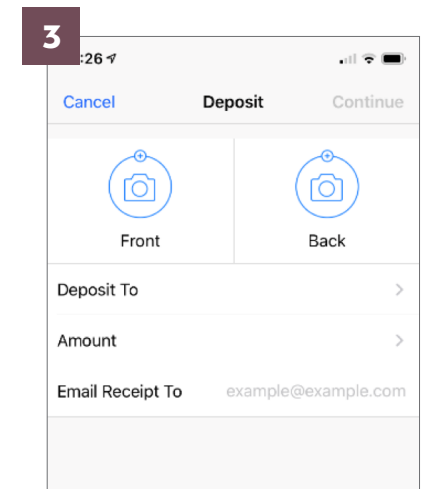 3
:26
Cancel Deposit Continue
Front Back
Deposit To
Amount
Email Receipt To example@example.com